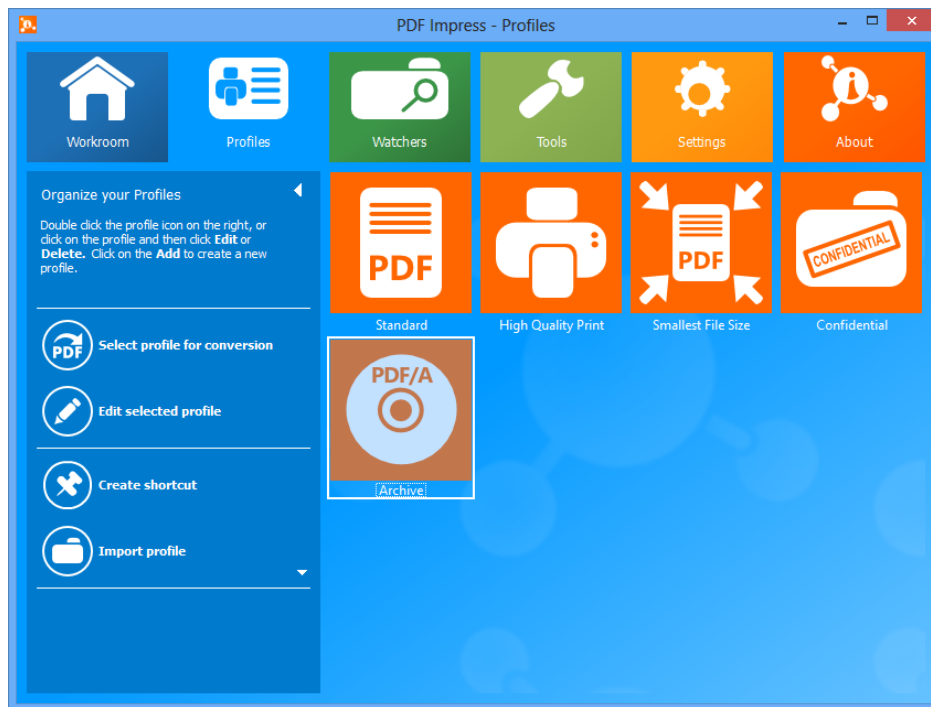 PDF Impress - Profiles
Workroom
Profiles
Watchers
Tools
Settings
About
Organize your Profiles
Double click the profile icon on the right, or
click on the profile and then click Edit or
Delete. Click on the Add to create a new
profile.
PDF
Select profile for conversion
Edit selected profile
Create shortcut
Import profile
PDF
Standard
High Quality Print
PDF
Smallest File Size
CONFIDENTIAL
Confidential
PDF/A
Archive